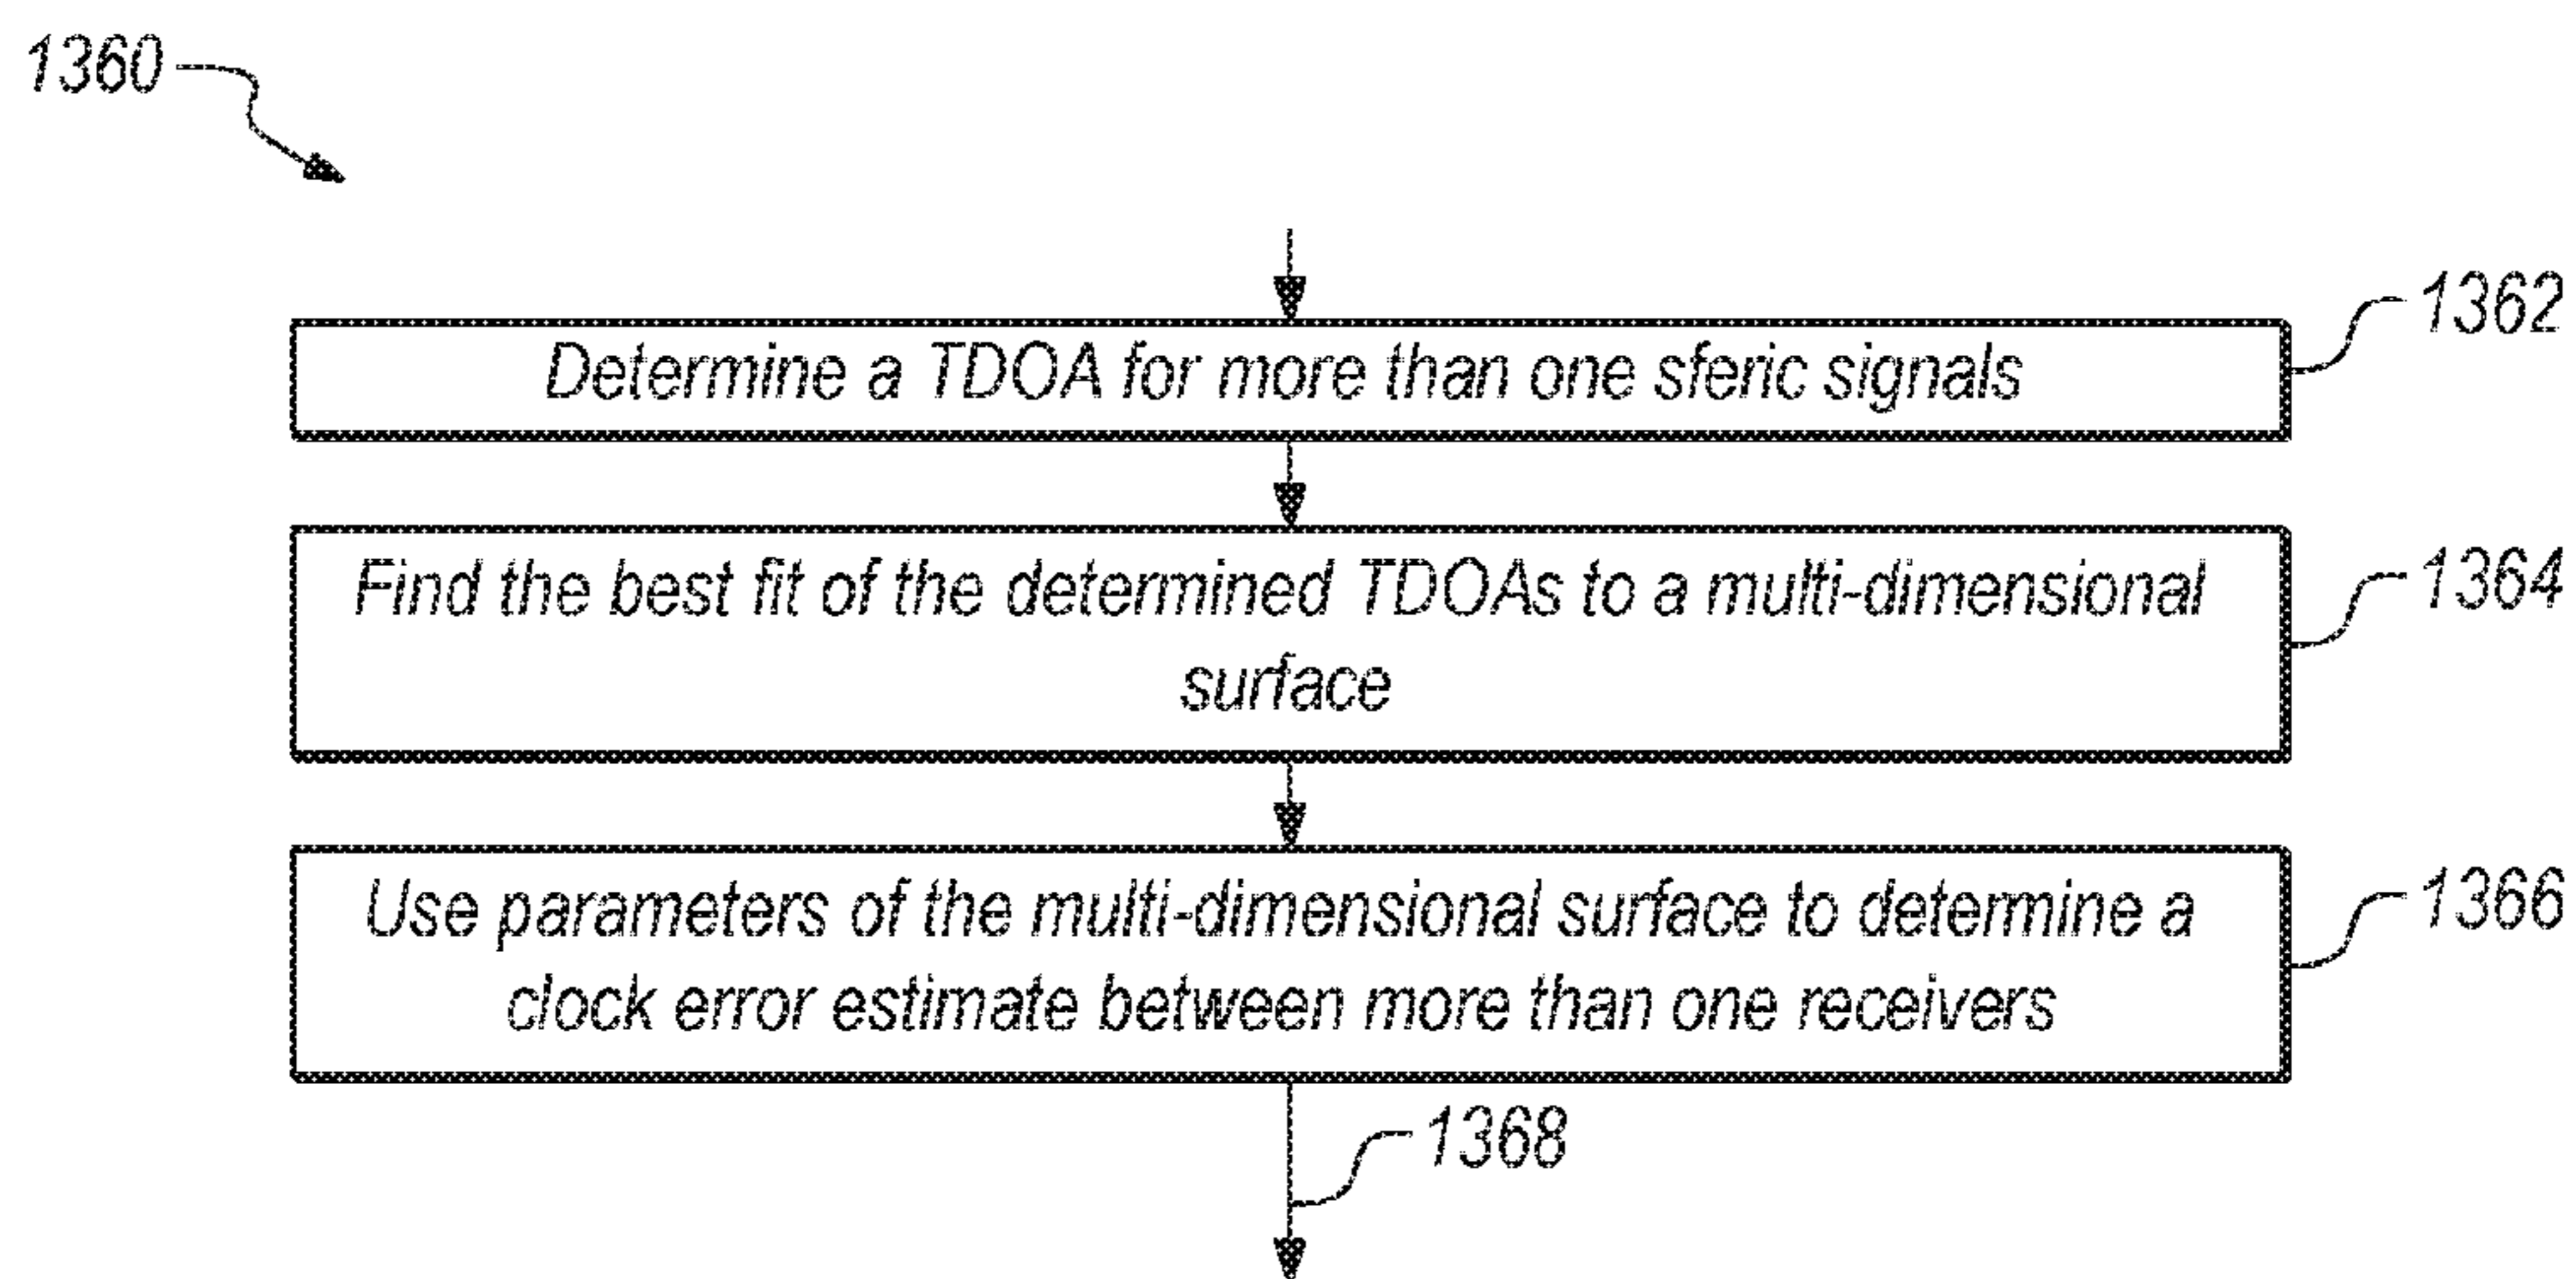 1360
1362
Determine a TDOA for more than one sferic signals
Find the best fit of the determined TDOAs to a multi-dimensional
surface
1364
Use parameters of the multi-dimensional surface to determine a
clock error estimate between more than one receivers
1366
1368